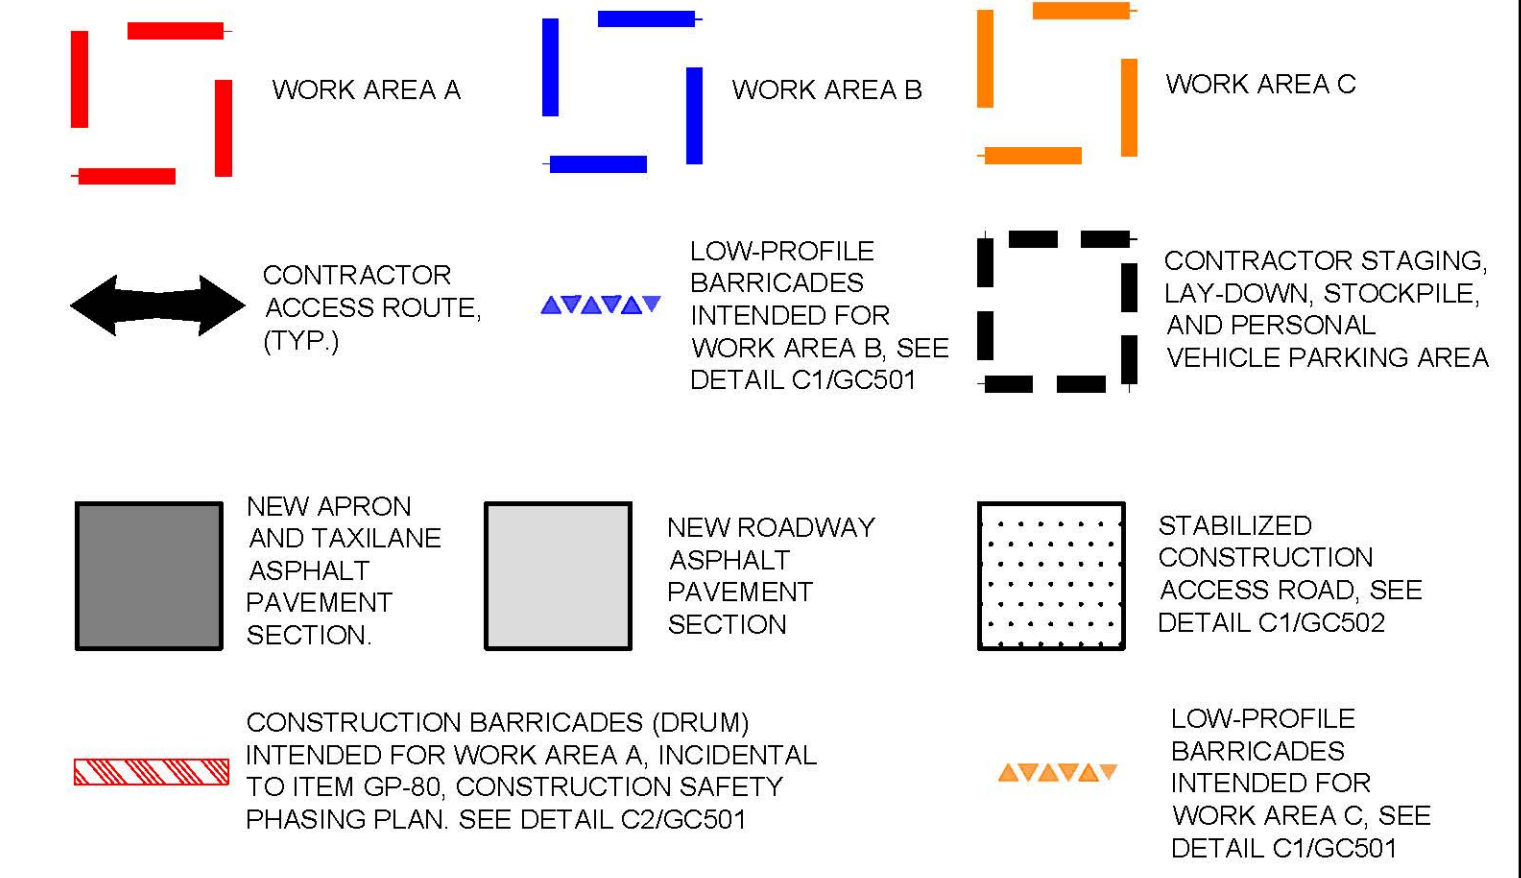 WORK AREA A
WORK AREA B
WORK AREA C
CONTRACTOR
ACCESS ROUTE,
(TYP.)
LOW-PROFILE
BARRICADES
INTENDED FOR
WORK AREA B, SEE
DETAIL C1/GC501
CONTRACTOR STAGING,
LAY-DOWN, STOCKPILE,
AND PERSONAL
VEHICLE PARKING AREA
NEW APRON
AND TAXILANE
ASPHALT
PAVEMENT
SECTION.
NEW ROADWAY
ASPHALT
PAVEMENT
SECTION
STABILIZED
CONSTRUCTION
ACCESS ROAD, SEE
DETAIL C1/GC502
CONSTRUCTION BARRICADES (DRUM)
INTENDED FOR WORK AREA A, INCIDENTAL
TO ITEM GP-80, CONSTRUCTION SAFETY
PHASING PLAN. SEE DETAIL C2/GC501
LOW-PROFILE
BARRICADES
INTENDED FOR
WORK AREA C, SEE
DETAIL C1/GC501